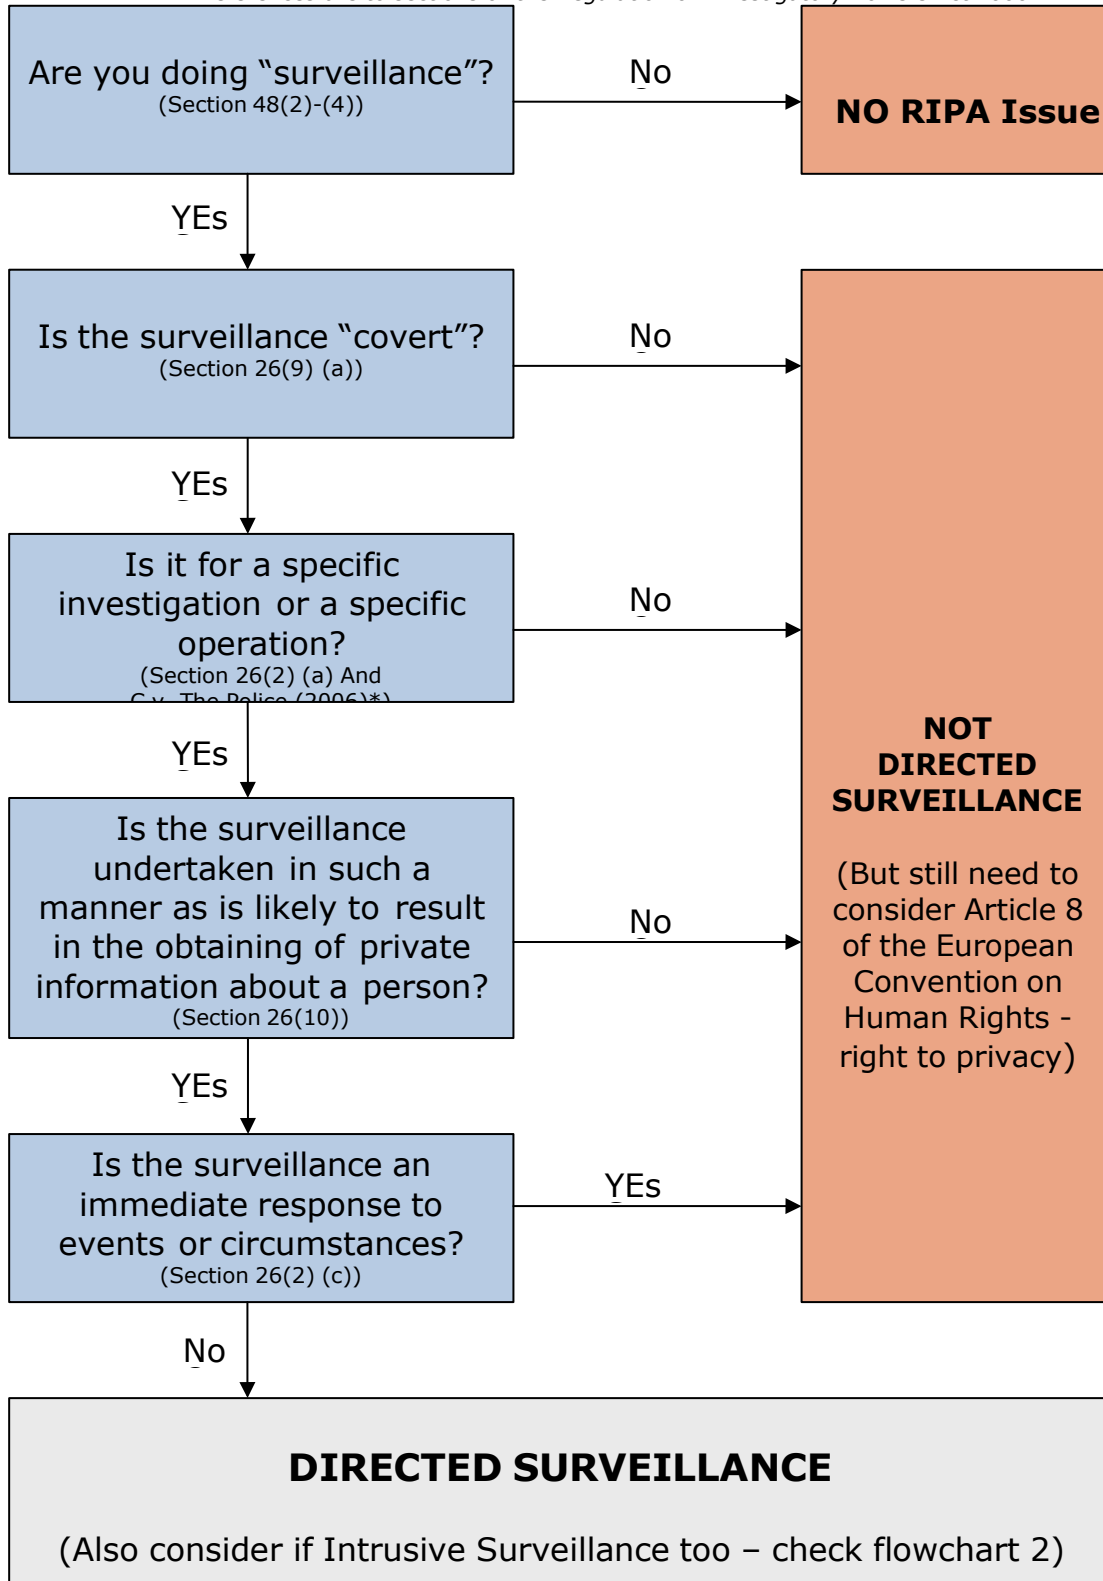 Are you doing “surveillance”?
(Section 48(2)-(4))
No
NO RIPA Issue
YEs
Is the surveillance “covert”?
(Section 26(9) (a))
No
YEs
Is it for a specific
investigation or a specific
operation?
(Section 26(2) (a) And
C v. The Police (2006)*)
No
YEs
Is the surveillance
undertaken in such a
manner as is likely to result
in the obtaining of private
information about a person?
(Section 26(10))
No
YEs
Is the surveillance an
immediate response to
events or circumstances?
(Section 26(2) (c))
YEs
NOT
DIRECTED
SURVEILLANCE
(But still need to
consider Article 8
of the European
Convention on
Human Rights -
right to privacy)
No
DIRECTED SURVEILLANCE
(Also consider if Intrusive Surveillance too – check flowchart 2)